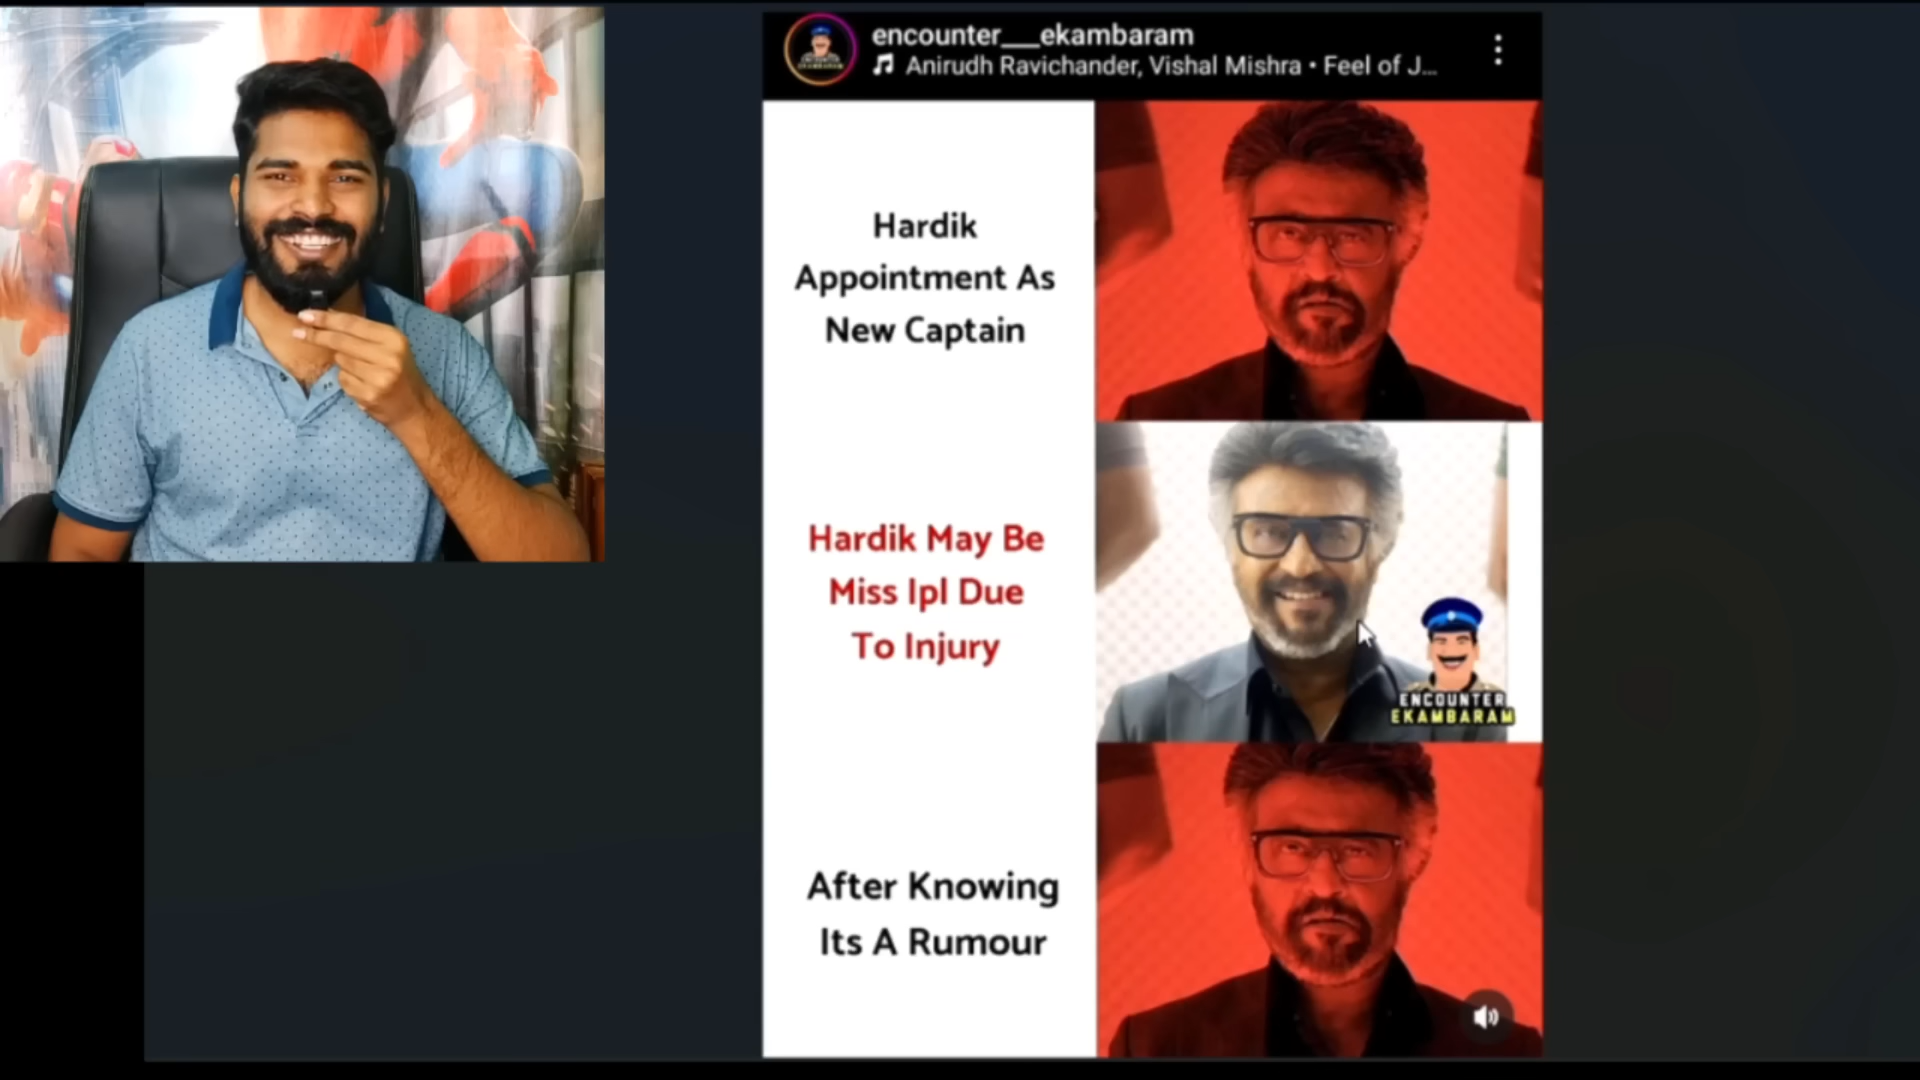 encounter___ekambaram
Anirudh Ravichander, Vishal Mishra • Feel of J...
Hardik
Appointment As
New Captain
Hardik May Be
Miss Ipl Due
To Injury
ENCOUNTER
EKAMBARAM
After Knowing
Its A Rumour